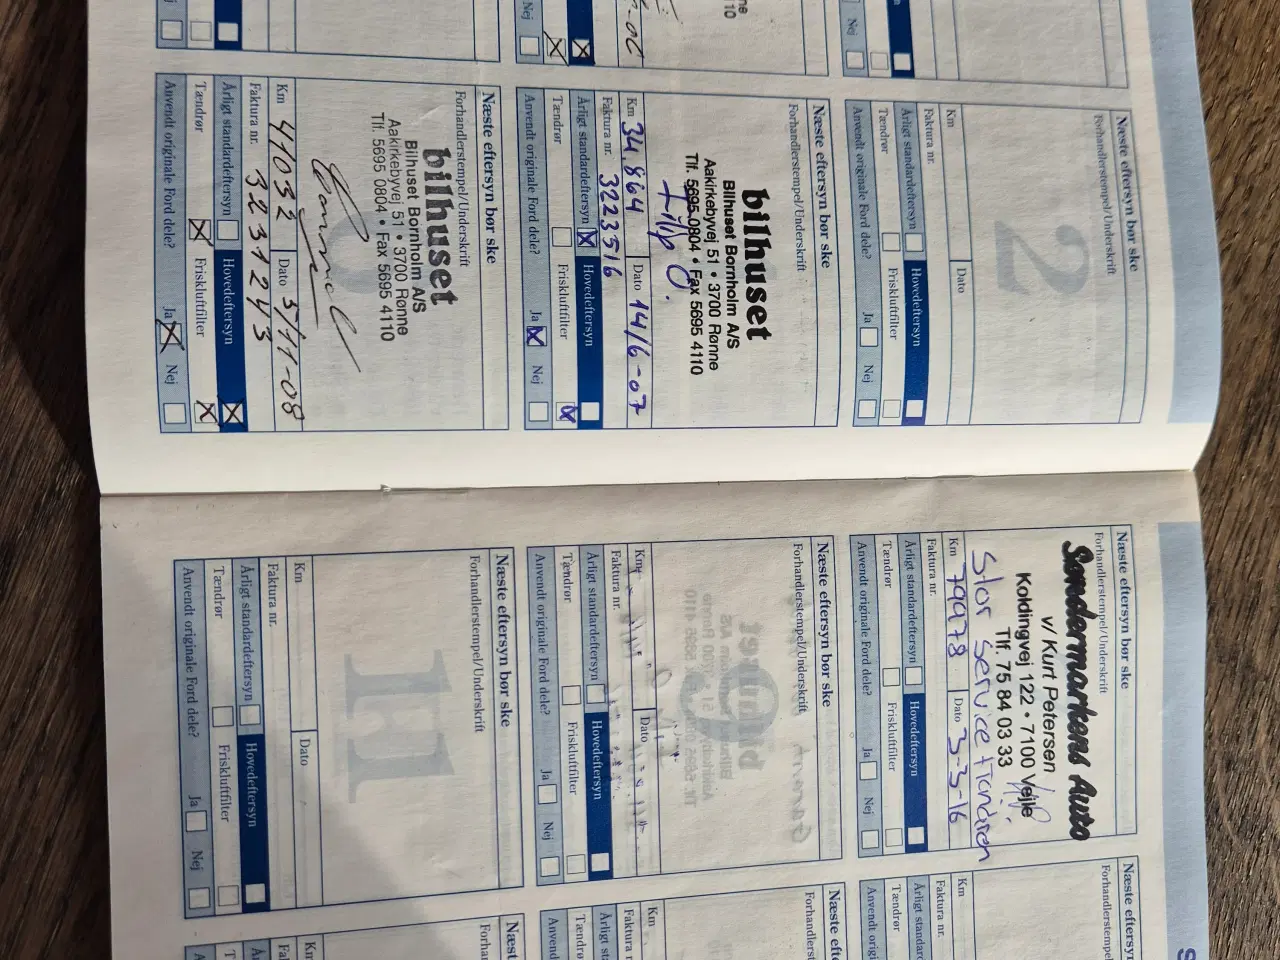 Næste eftersyn bør ske
Forhandlerstempel/Underskrift
2
Km
Dato
Faktura nr.
Årligt standardeftersyn
Hovedeftersyn
Tændrør
Friskluftfilter
Anvendt originale Ford dele?
Ja
Nej
Næste eftersyn bør ske
Forhandlerstempel/Underskrift
bilhuset
Bilhuset Bornholm A/S
Aakirkebyvej 51 • 3700 Rønne
Tlf. 5695 0804 • Fax 5695 4110
Km 34.864
Dato 14/6-07
Faktura nr. 3223516
Årligt standardeftersyn
Hovedeftersyn
Tændrør
Friskluftfilter
Anvendt originale Ford dele?
Ja
Nej
Næste eftersyn bør ske
Forhandlerstempel/Underskrift
bilhuset
Bilhuset Bornholm A/S
Aakirkebyvej 51 • 3700 Rønne
Tlf. 5695 0804 • Fax 5695 4110
Km 41032
Dato 5/11-08
Faktura nr. 3231243
Årligt standardeftersyn
Hovedeftersyn
Tændrør
Friskluftfilter
Anvendt originale Ford dele?
Ja
Nej
Næste eftersyn bør ske
Forhandlerstempel/Underskrift
Søndermarkens Auto
v/ Kurt Petersen
Koldingvej 122 • 7100 Vejle
Tlf. 75 84 03 33
Stor service
Km 79978
Dato 3-3-16
Faktura nr.
Årligt standardeftersyn
Hovedeftersyn
Tændrør
Friskluftfilter
Anvendt originale Ford dele?
Ja
Nej
Næste eftersyn bør ske
Forhandlerstempel/Underskrift
9
Km
Dato
Faktura nr.
Årligt standardeftersyn
Hovedeftersyn
Tændrør
Friskluftfilter
Anvendt originale Ford dele?
Ja
Nej
Næste eftersyn bør ske
Forhandlerstempel/Underskrift
Km
Dato
Faktura nr.
Årligt standardeftersyn
Hovedeftersyn
Tændrør
Friskluftfilter
Anvendt originale Ford dele?
Ja
Nej